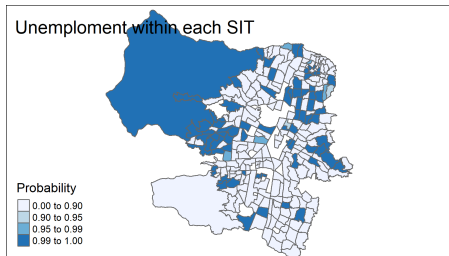 Unemploment within each SIT
Probability
0.00 to 0.90
0.90 to 0.95
0.95 to 0.99
0.99 to 1.00